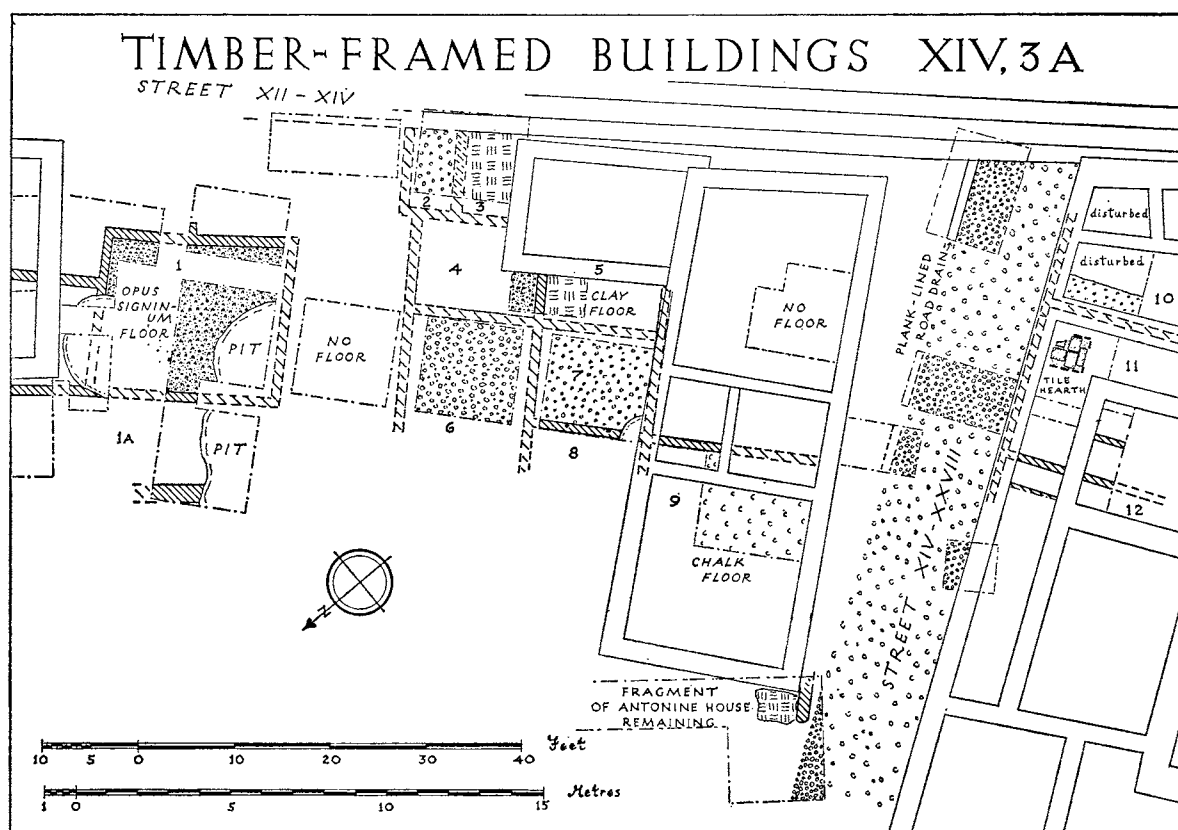 TIMBER-FRAMED BUILDINGS XIV, 3A
STREET XII-XIV
2
3
disturbed
disturbed
1
4
5
10
OPUS
SIGNIN-
UM
FLOOR
PIT
NO
FLOOR
CLAY
FLOOR
NO
FLOOR
PLANK-LINED
ROAD DRAINS
7
11
TILE
HEARTH
1A
PIT
6
8
9
12
CHALK
FLOOR
STREET XIV-XXVIII
N
FRAGMENT
OF ANTONINE HOUSE
REMAINING
10 5 0 10 20 30 40 Feet
1 0 5 10 15 Metres